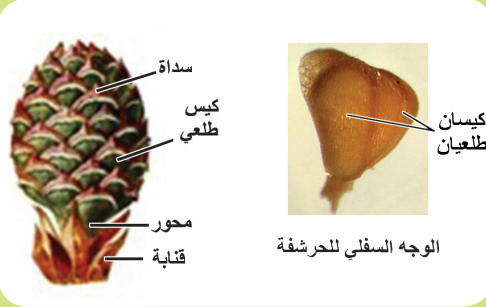 سداة
كيس
طلعي
محور
قنابة
كيسان
طلعيان
الوجه السفلي للحرشفة